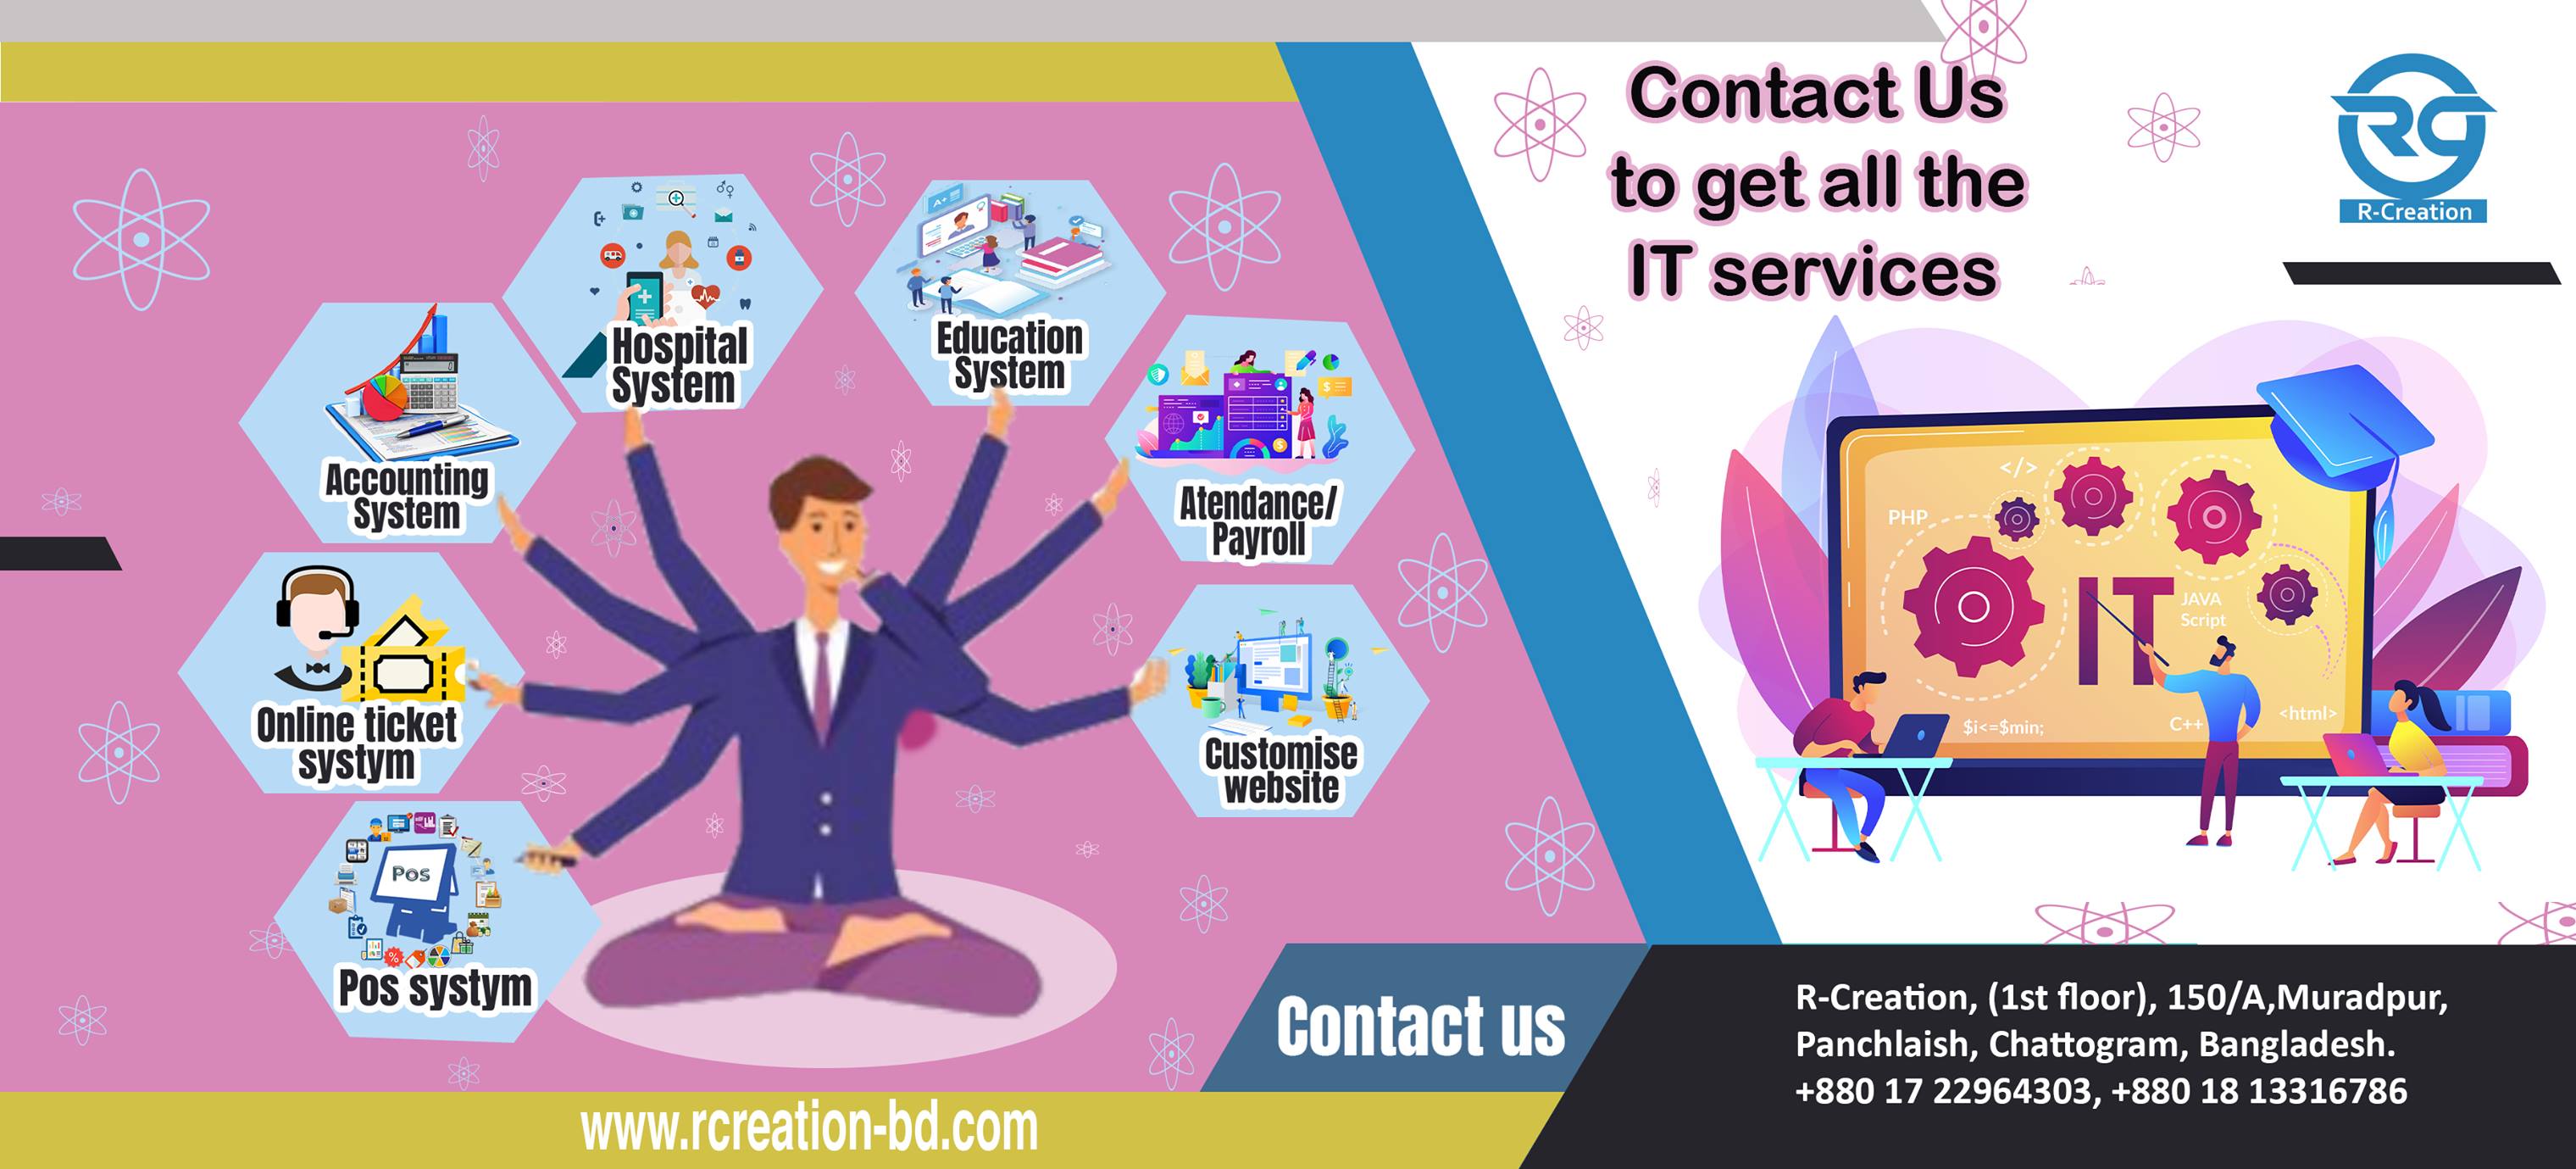 Contact Us
to get all the
IT services
RC
R-Creation
Hospital
System
Education
System
Accounting
System
Atendance/
Payroll
Online ticket
systym
Customise
website
Pos
Pos systym
A+
</>
PHP
IT
JAVA
Script
$i<=$min;
C++
<html>
Contact us
R-Creation, (1st floor), 150/A,Muradpur,
Panchlaish, Chattogram, Bangladesh.
+880 17 22964303, +880 18 13316786
www.rcreation-bd.com